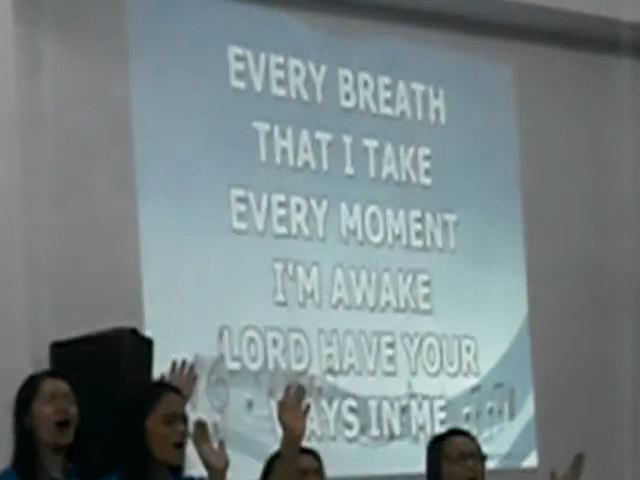 EVERY BREATH
THAT I TAKE
EVERY MOMENT
I'M AWAKE
LORD HAVE YOUR
IN ME